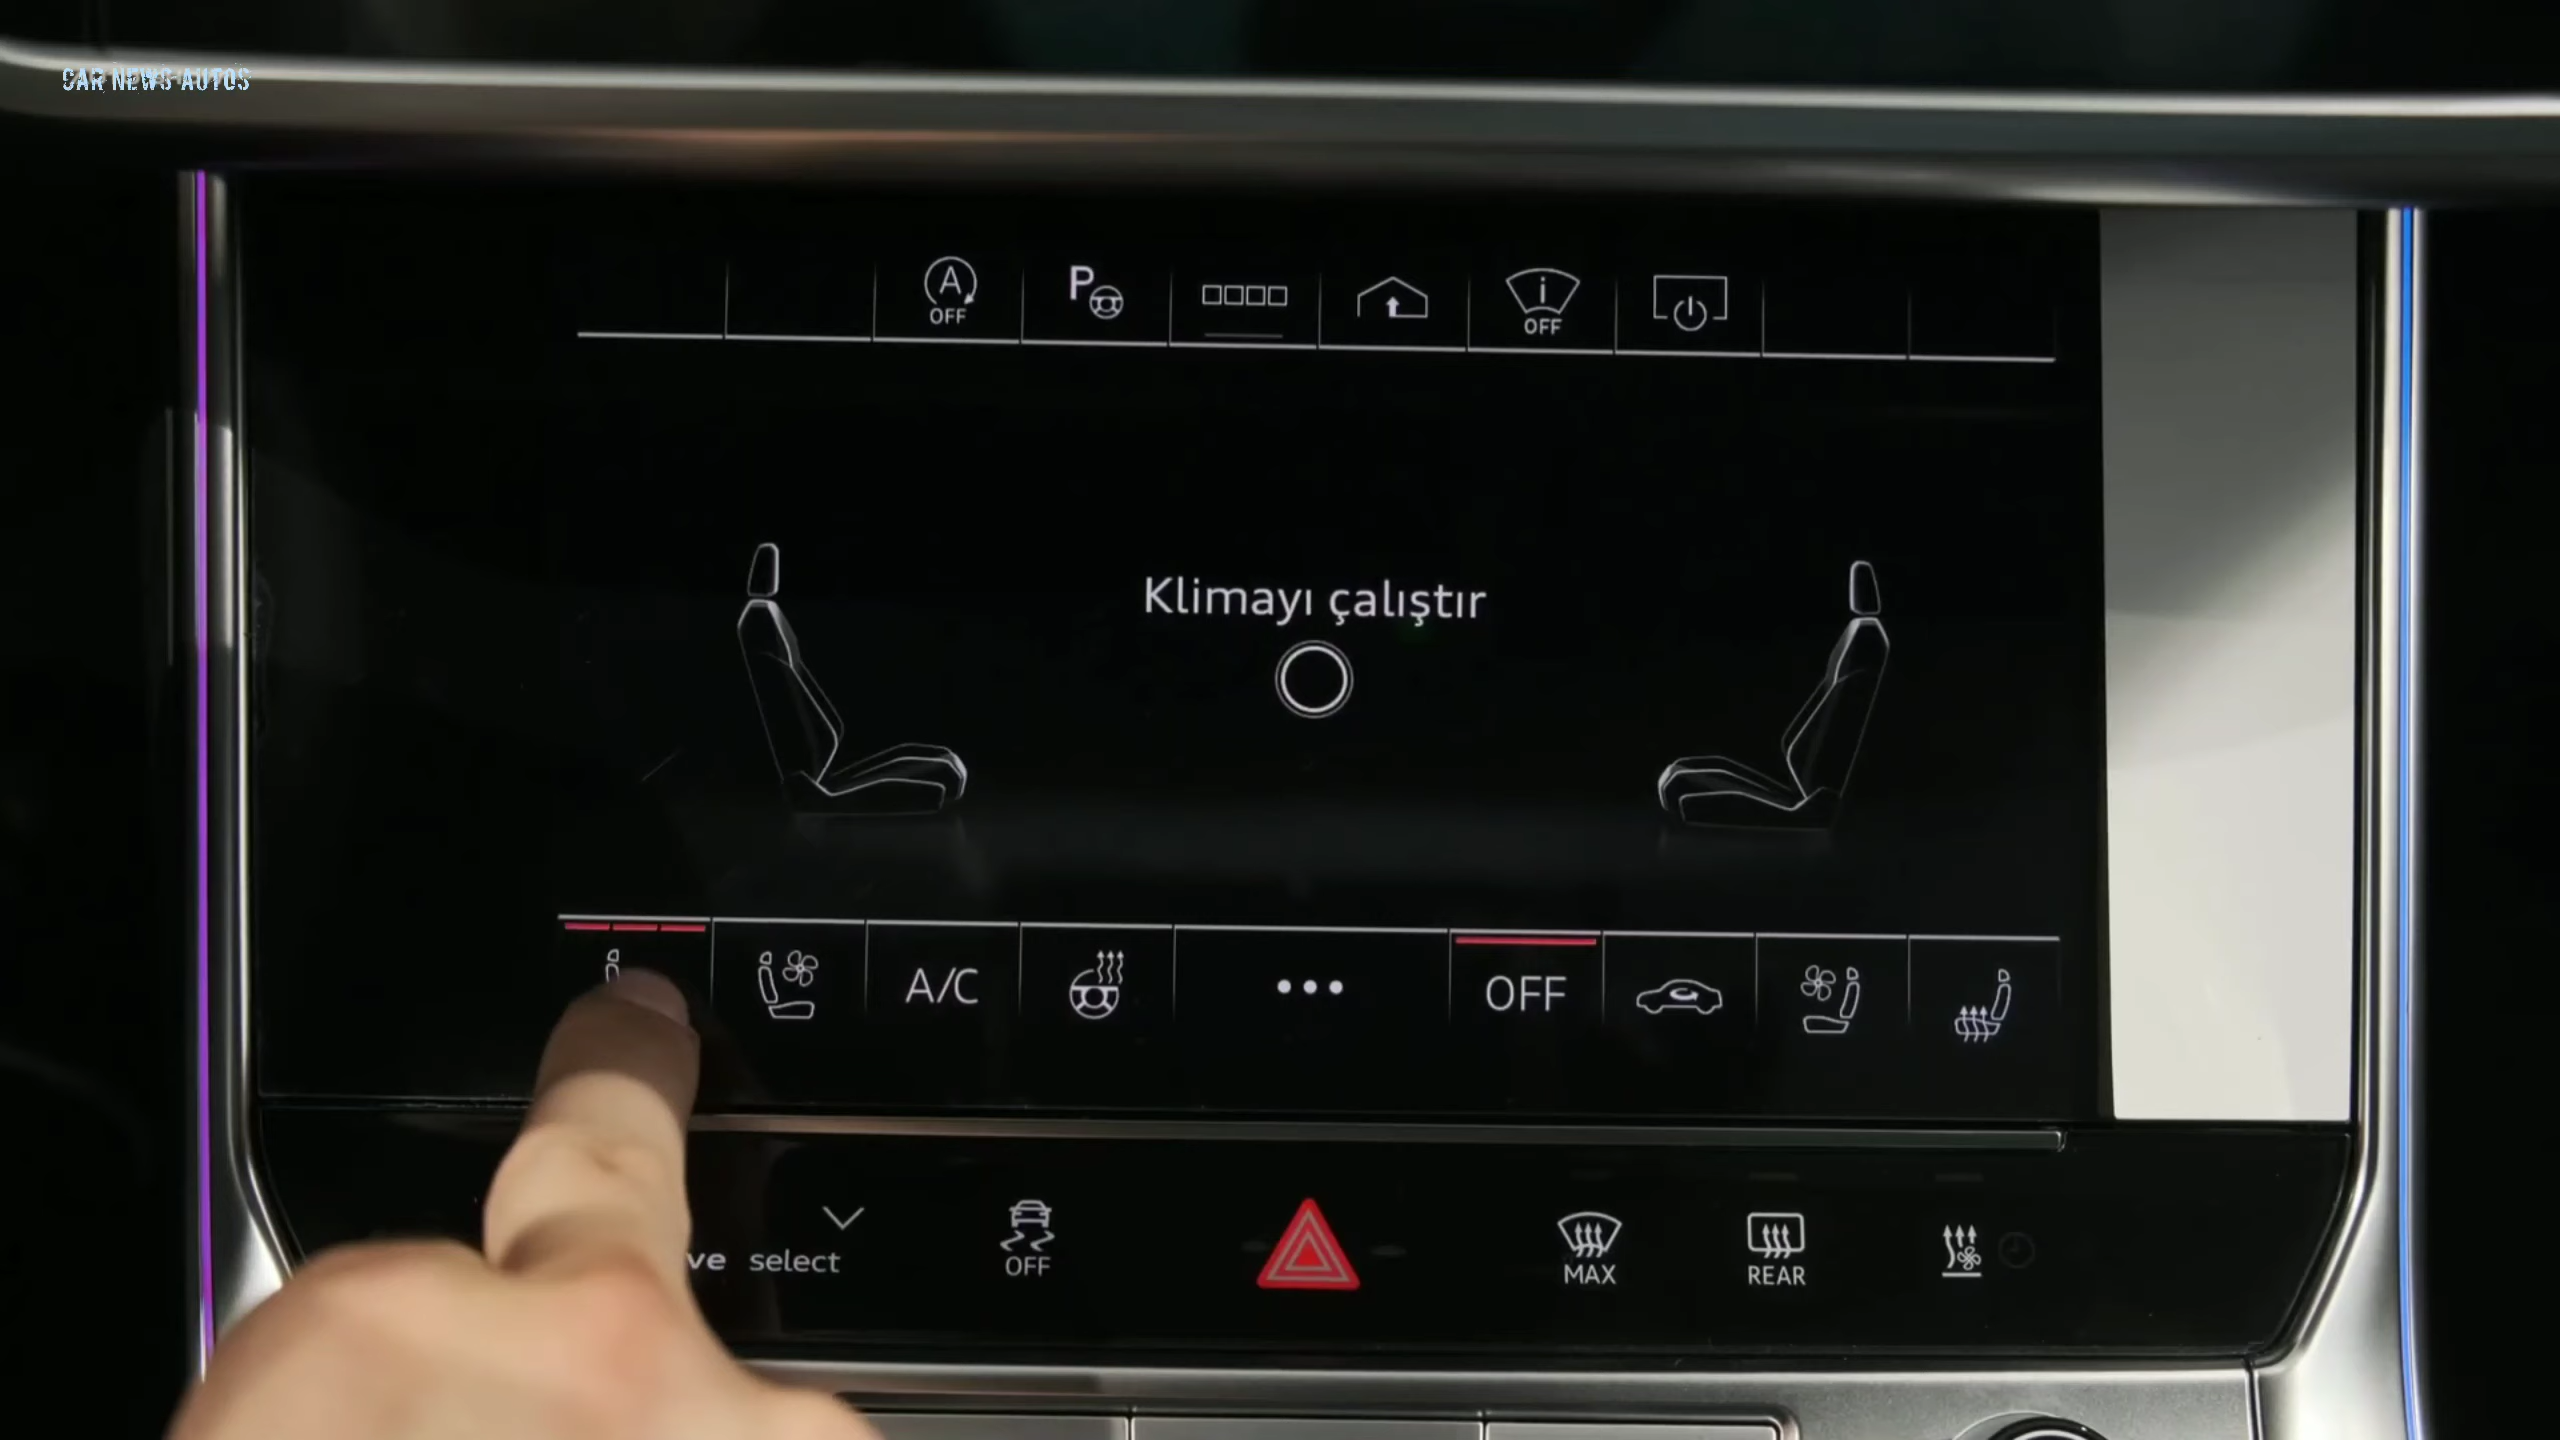 CAR NEWS AUTOS
A
OFF
P
i
OFF
Klimayı çalıştır
A/C
OFF
select
OFF
MAX
REAR